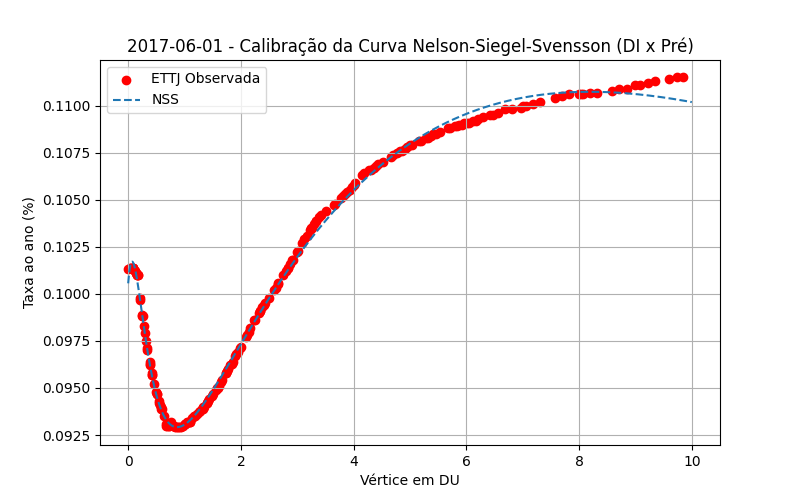 2017-06-01 - Calibração da Curva Nelson-Siegel-Svensson (DI x Pré)
ETTJ Observada
NSS
Taxa ao ano (%)
0.1100
0.1075
0.1050
0.1025
0.1000
0.0975
0.0950
0.0925
0 2 4 6 8 10
Vértice em DU